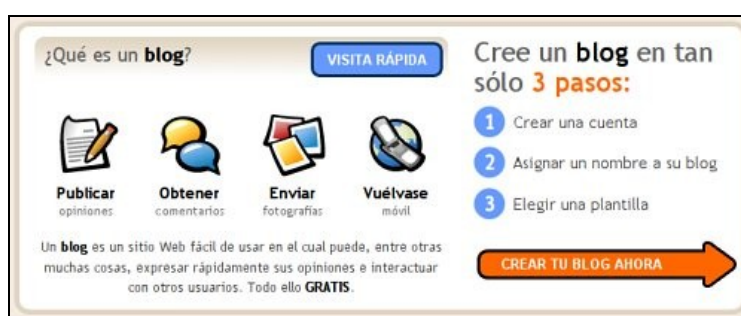 ¿Qué es un blog?
VISITA RÁPIDA
Publicar
opiniones
Obtener
comentarios
Enviar
fotografías
Vuélvase
móvil
Un blog es un sitio Web fácil de usar en el cual puede, entre otras
muchas cosas, expresar rápidamente sus opiniones e interactuar
con otros usuarios. Todo ello GRATIS.
Cree un blog en tan
sólo 3 pasos:
1 Crear una cuenta
2 Asignar un nombre a su blog
3 Elegir una plantilla
CREAR TU BLOG AHORA